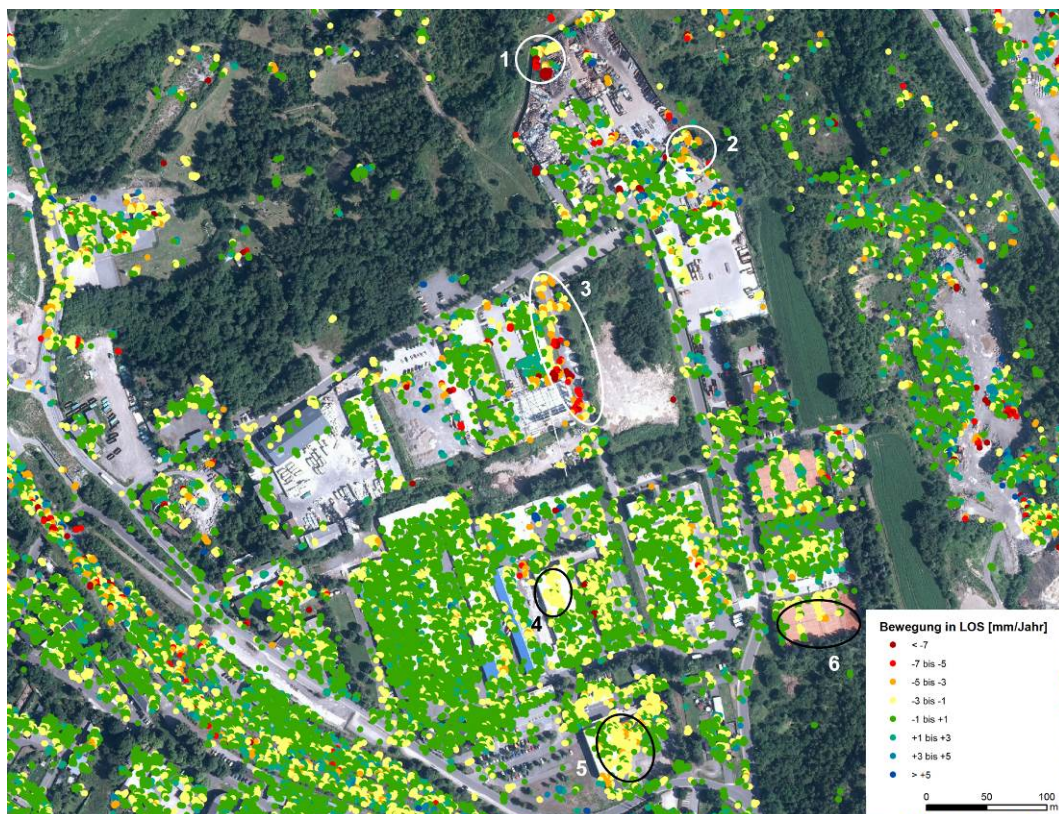 1
2
3
4
5
6
Bewegung in LOS [mm/Jahr]
< -7
-7 bis -5
-5 bis -3
-3 bis -1
-1 bis +1
+1 bis +3
+3 bis +5
> +5
0 50 100
m